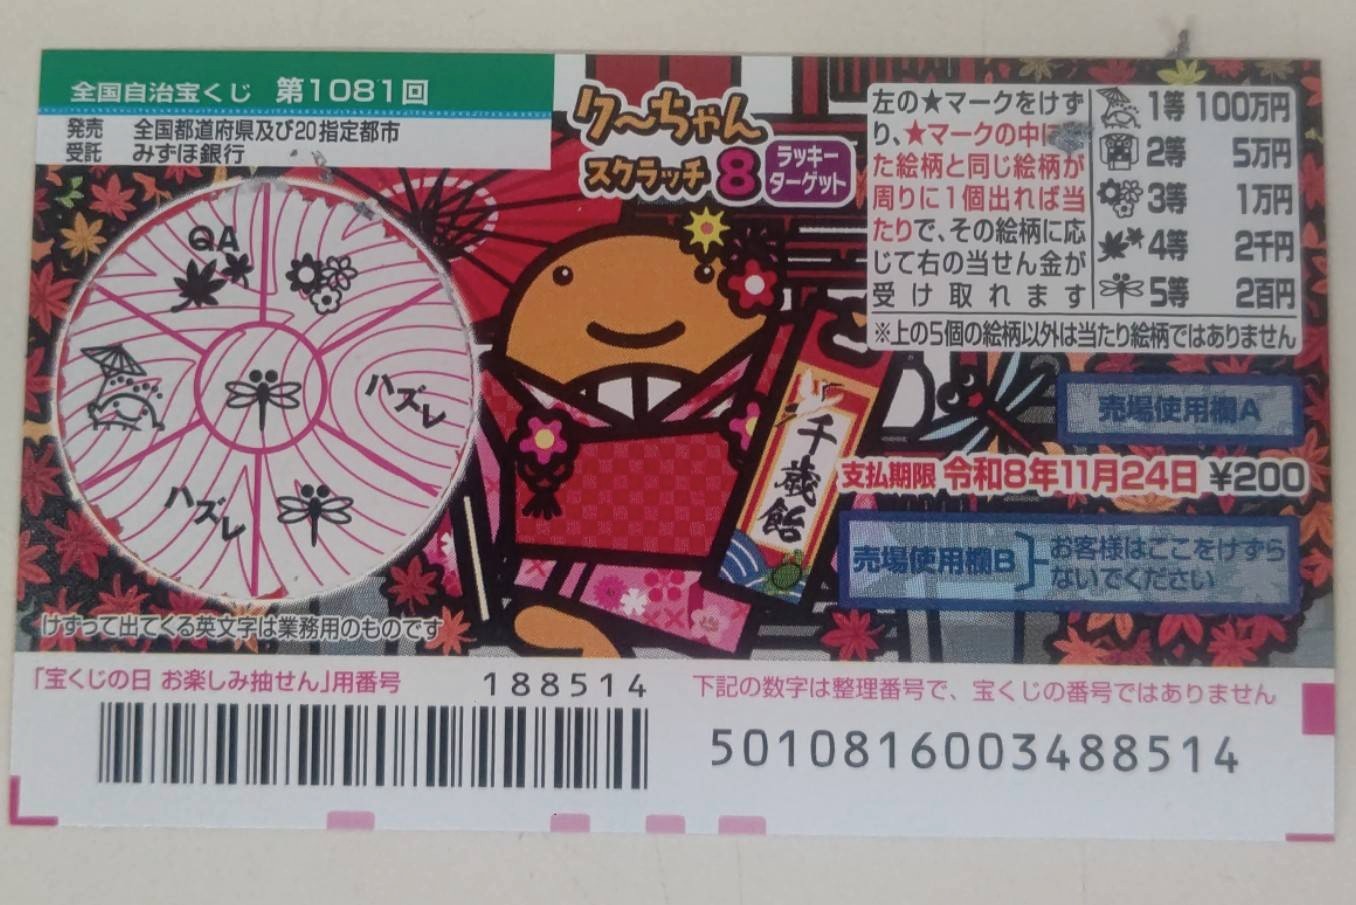 全国自治宝くじ 第1081回
発売 全国都道府県及び20指定都市
受託 みずほ銀行
クーちゃん
スクラッチ8
ラッキー
ターゲット
左の★マークをけず
り、★マークの中に
た絵柄と同じ絵柄が
周りに1個出れば当
たりで、その絵柄に応
じて右の当せん金が
受け取れます
1等 100万円
2等 5万円
3等 1万円
4等 2千円
5等 2百円
※上の5個の絵柄以外は当たり絵柄ではありません
QA
ハズレ
ハズレ
千歳飴
売場使用欄A
支払期限 令和8年11月24日 ¥200
売場使用欄B
お客様はここをけずら
ないでください
けずって出てくる英文字は業務用のものです
「宝くじの日 お楽しみ抽せん」用番号
188514
下記の数字は整理番号で、宝くじの番号ではありません
5010816003488514